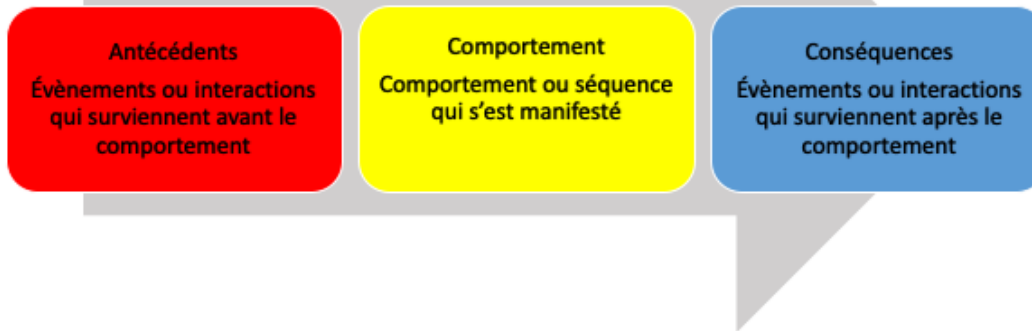 Antécédents
Évènements ou interactions
qui surviennent avant le
comportement
Comportement
Comportement ou séquence
qui s'est manifesté
Conséquences
Évènements ou interactions
qui surviennent après le
comportement